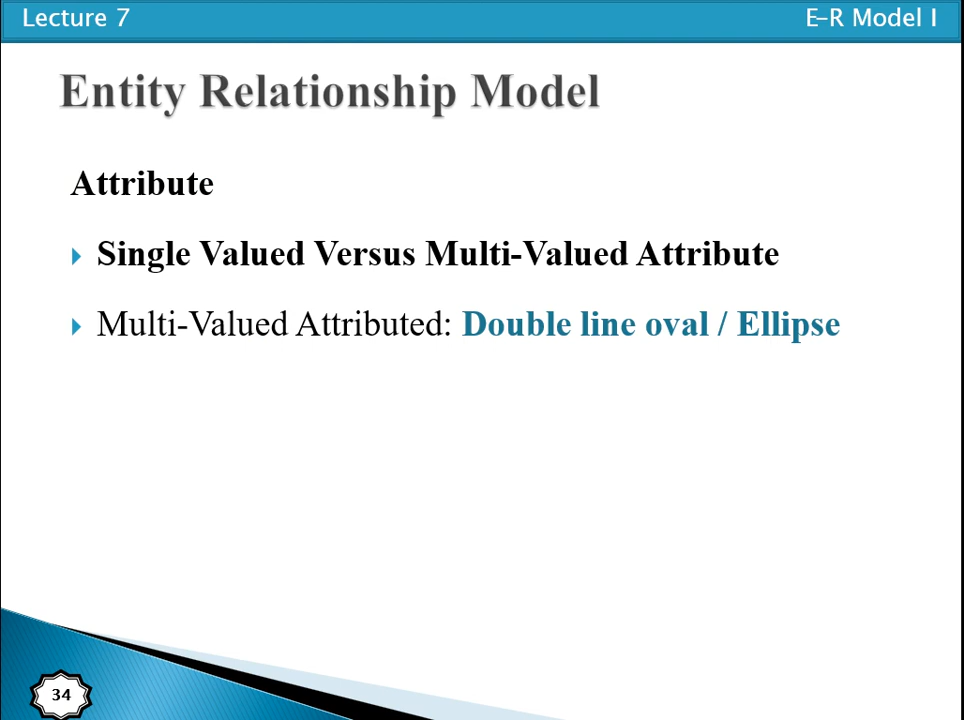 Lecture 7
E-R Model I
Entity Relationship Model
Attribute
Single Valued Versus Multi-Valued Attribute
Multi-Valued Attributed: Double line oval / Ellipse
34